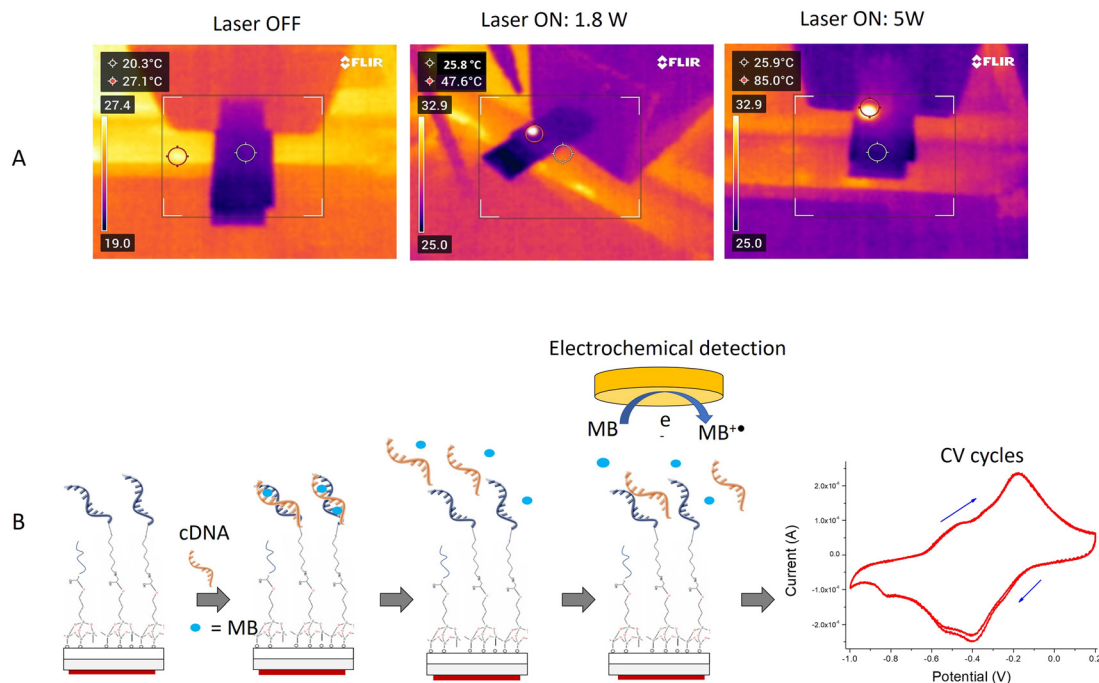 A
Laser OFF
Laser ON: 1.8 W
Laser ON: 5W
20.3°C
27.1°C
27.4
19.0
FLIR
25.8°C
47.6°C
32.9
25.0
FLIR
25.9°C
85.0°C
32.9
25.0
FLIR
B
cDNA
= MB
Electrochemical detection
MB
e
-
MB+•
CV cycles
Current (A)
2.0x10-4
1.0x10-4
0
-1.0x10-4
-2.0x10-4
-1.0 -0.8 -0.6 -0.4 -0.2 0.0 0.2
Potential (V)